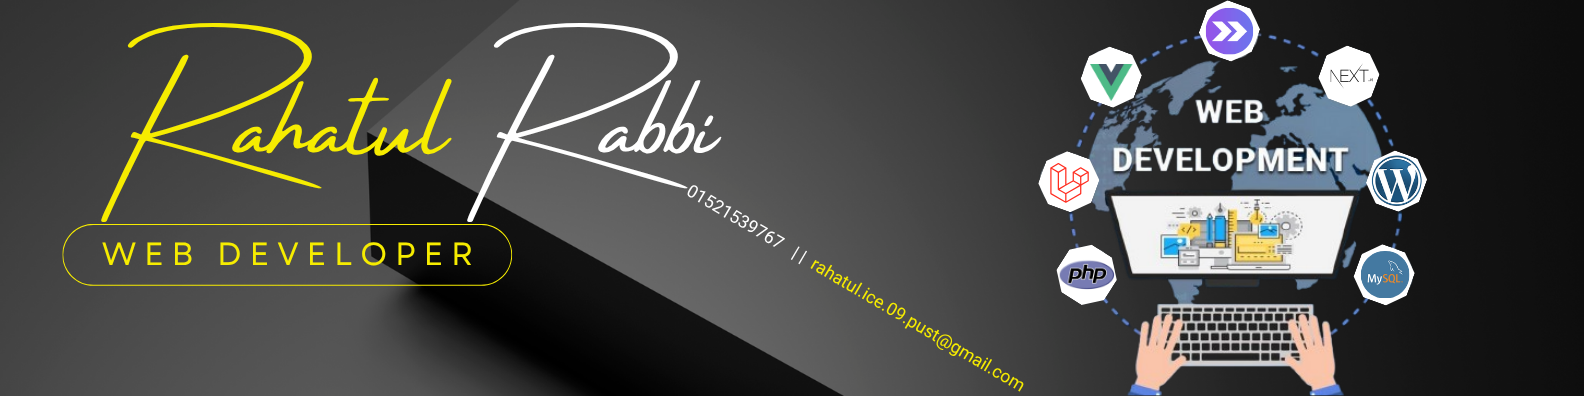 Rahatul Rabbi
WEB DEVELOPER
01521539767 || rahatul.ice.09.pust@gmail.com
WEB
DEVELOPMENT
NEXT.js
php
MySQL